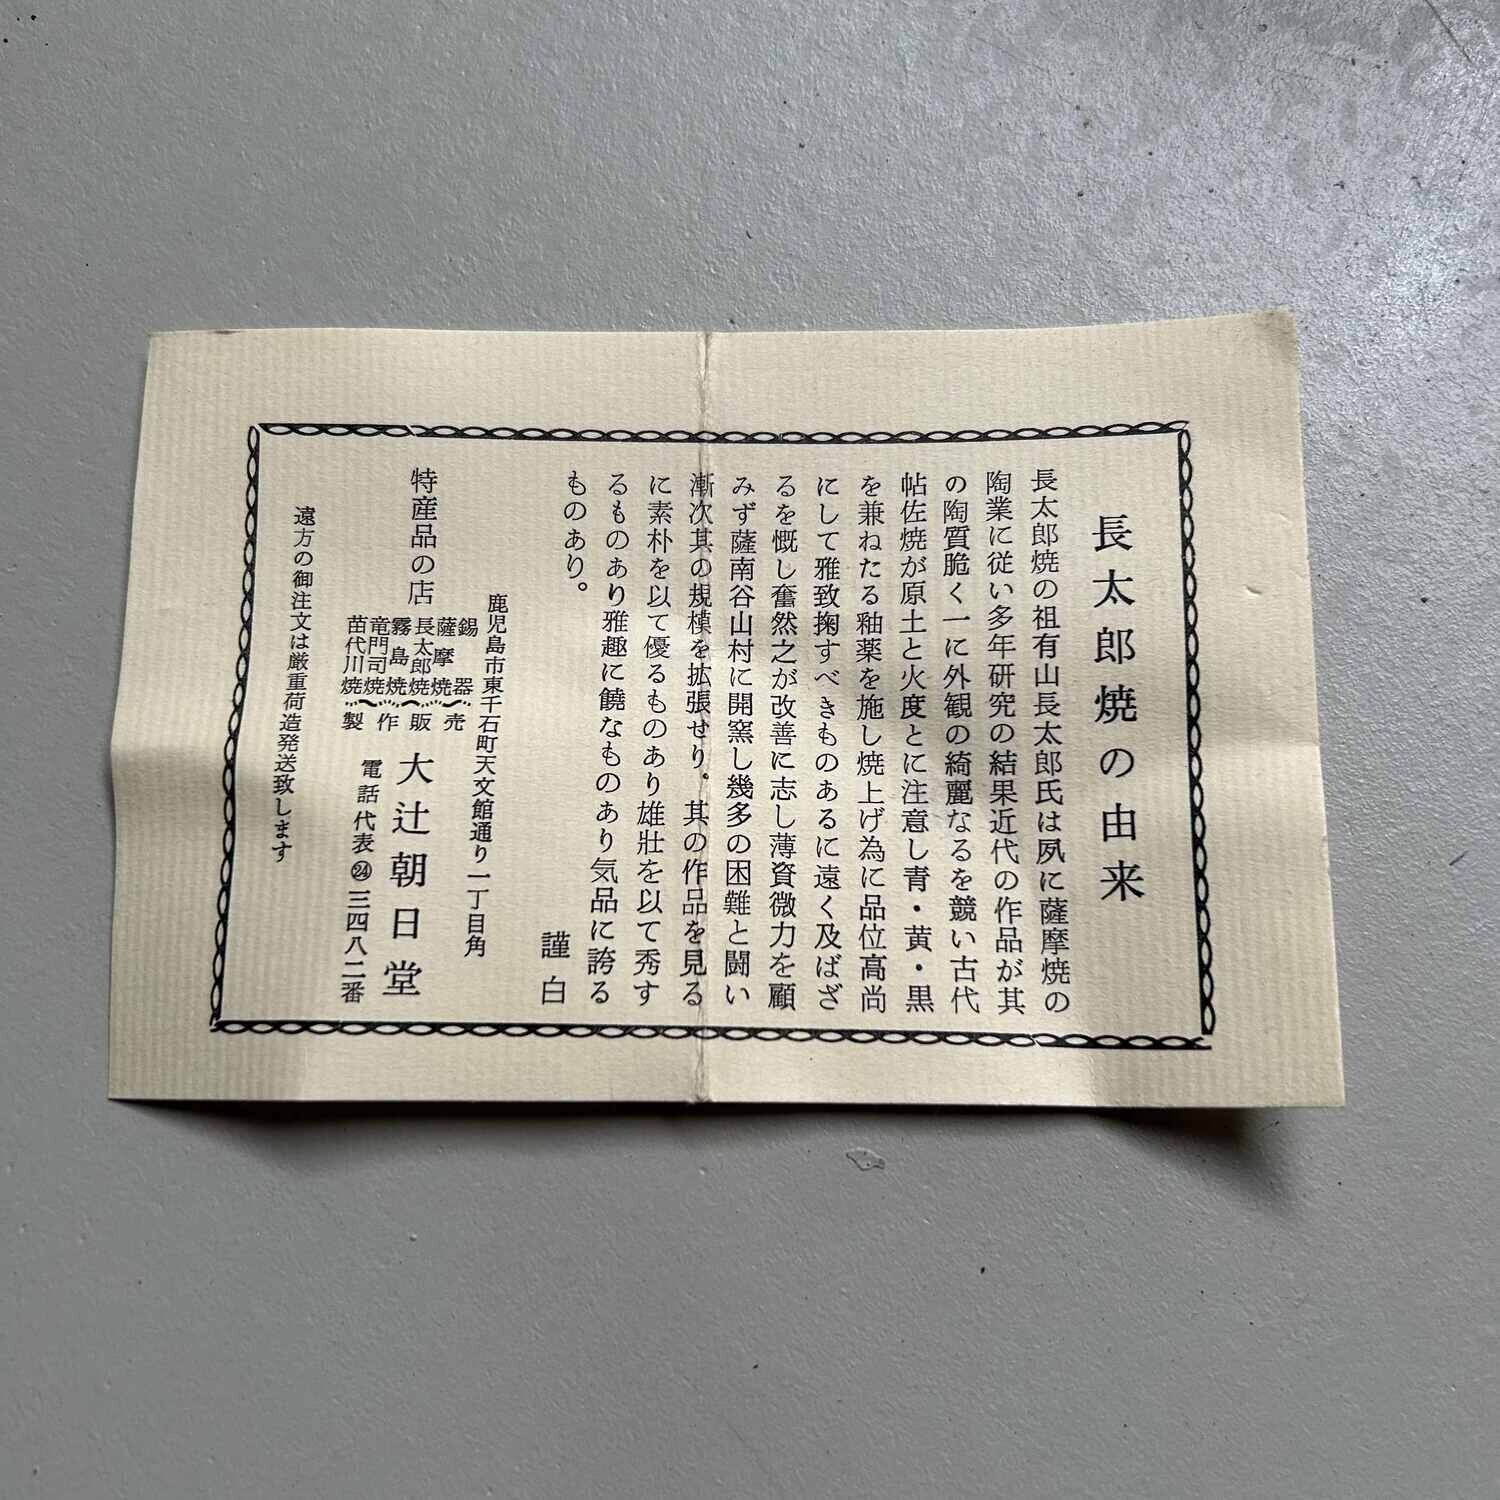 長太郎焼の由来
長太郎焼の祖有山長太郎氏は夙に薩摩焼の
陶業に従い多年研究の結果近代の作品が其
の陶質脆く一に外観の綺麗なるを競い古代
帖佐焼が原土と火度とに注意し青・黄・黒
を兼ねたる釉薬を施し焼上げ為に品位高尚
にして雅致掬すべきものあるに遠く及ばざ
るを慨し奮然之が改善に志し薄資微力を顧
みず薩南谷山村に開窯し幾多の困難と闘い
漸次其の規模を拡張せり。其の作品を見る
に素朴を以て優るものあり雄壮を以て秀す
るものあり雅趣に饒なものあり気品に誇る
ものあり。
謹白
鹿児島市東千石町天文館通り一丁目角
特産品の店
錫器
薩摩焼
長太郎焼
霧島焼
竜門司焼
苗代川焼
製作販売
大辻朝日堂
電話代表㉔三四八二番
遠方の御注文は厳重荷造発送致します